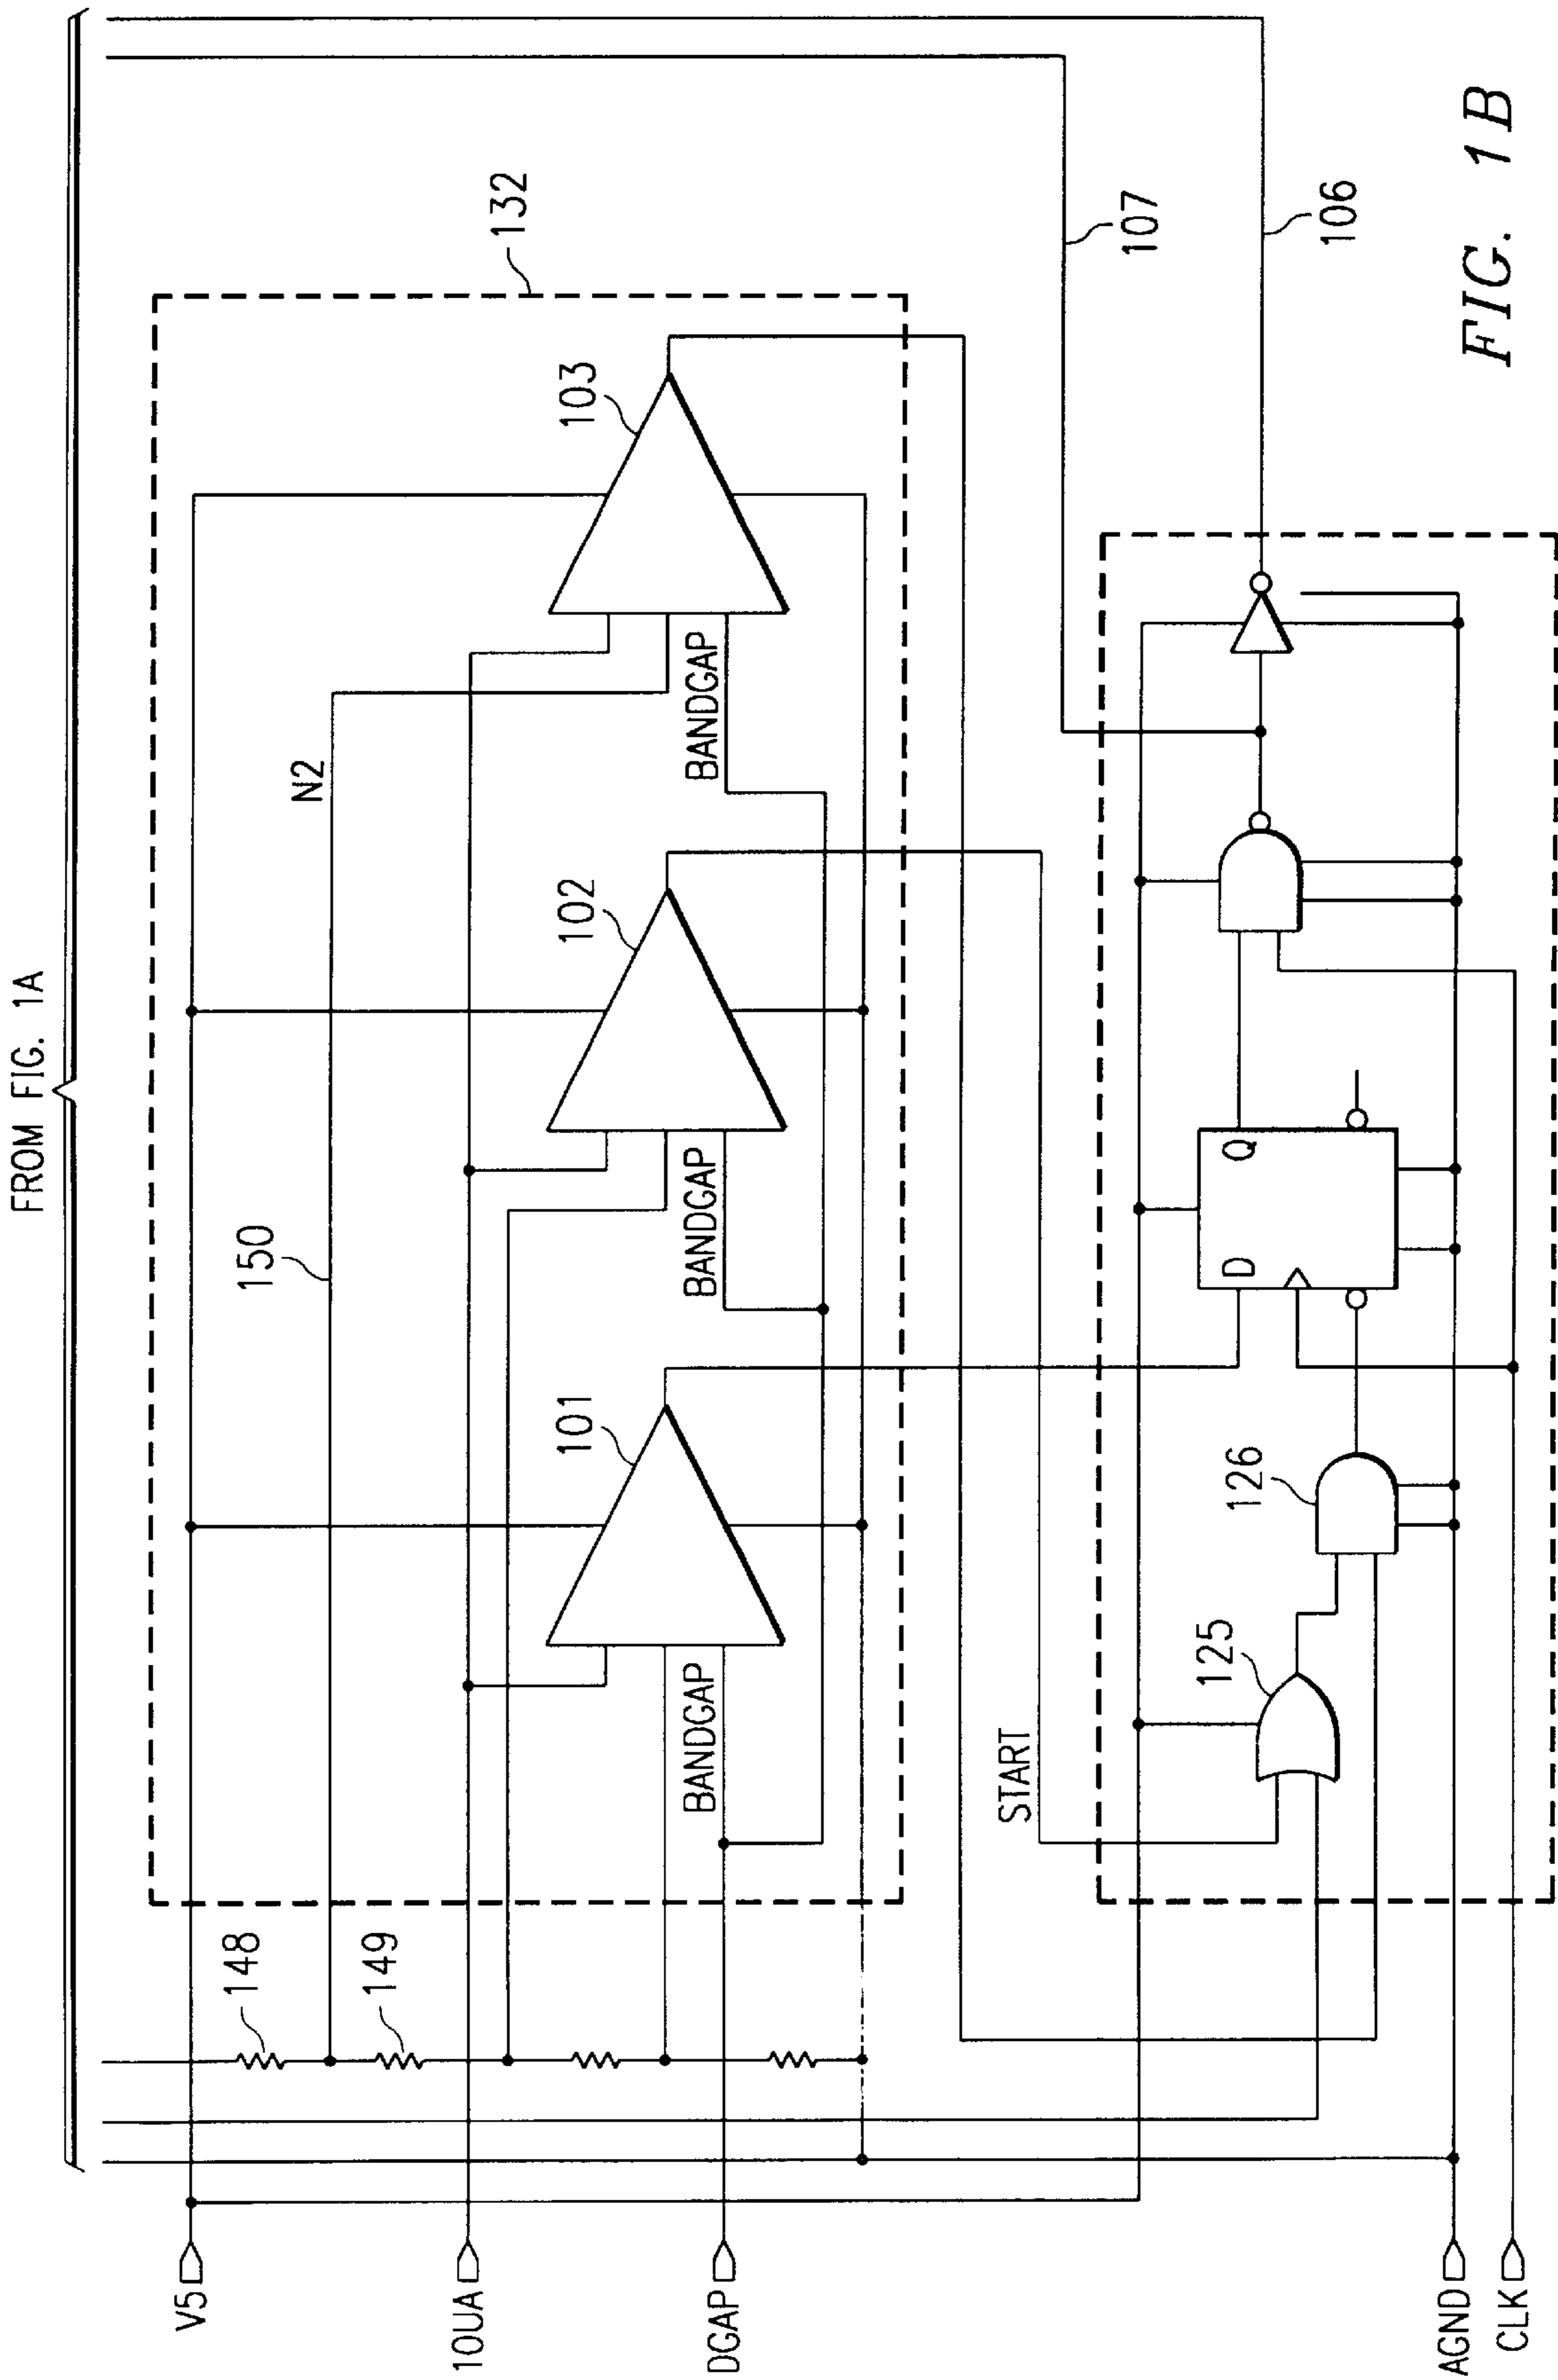 FROM FIG. 1A
V5
148
150
N2
132
149
10UA
101
102
103
BANDGAP
BANDGAP
BANDGAP
DGAP
START
107
125
126
D
Q
106
AGND
CLK
FIG. 1B